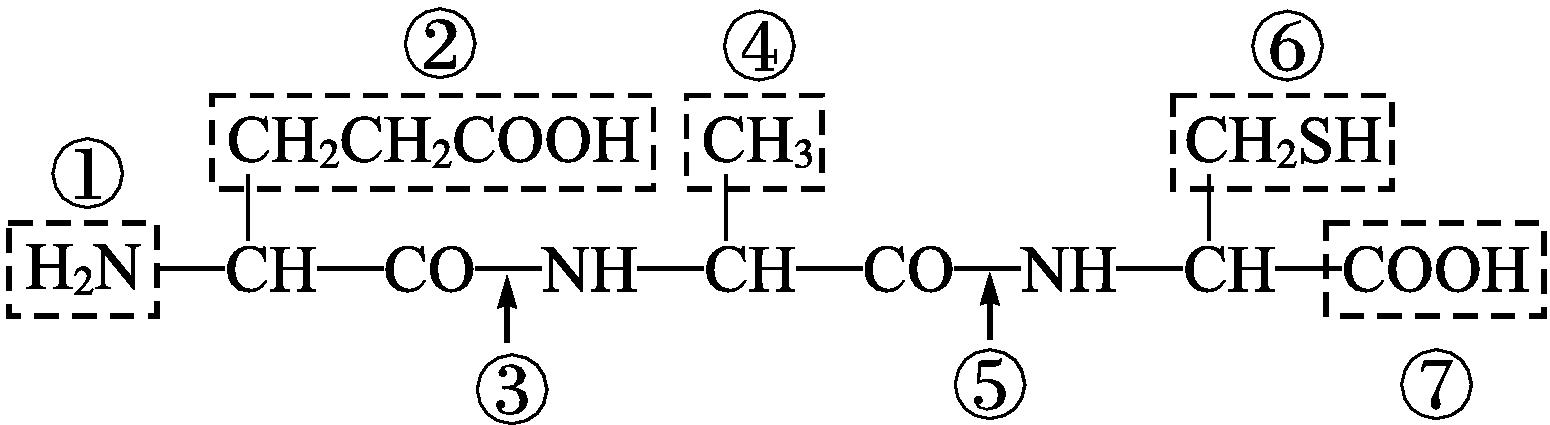 ② ④ ⑥
① CH₂CH₂COOH CH₃ CH₂SH
H₂N—CH—CO—NH—CH—CO—NH—CH—COOH
③ ⑤ ⑦